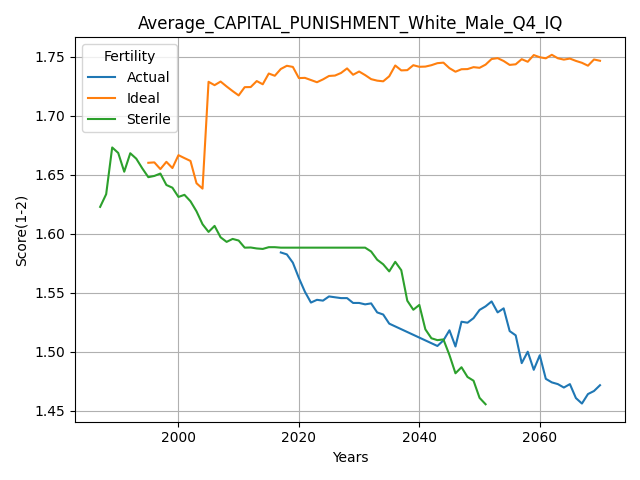 Average_CAPITAL_PUNISHMENT_White_Male_Q4_IQ
Fertility
Actual
Ideal
Sterile
Score(1-2)
1.75
1.70
1.65
1.60
1.55
1.50
1.45
2000 2020 2040 2060
Years